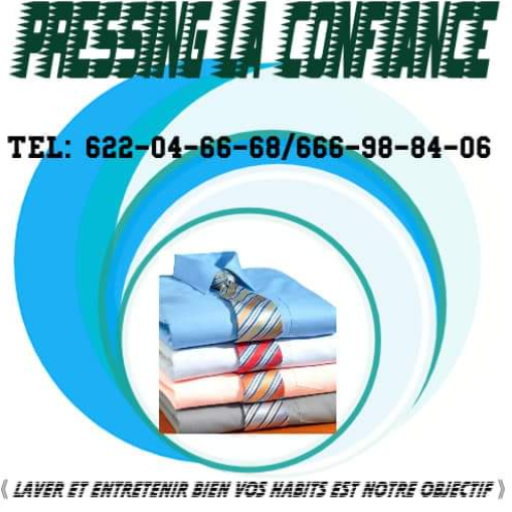 PRESSING LA CONFIANCE
TEL: 622-04-66-68/666-98-84-06
《 LAVER ET ENTRETENIR BIEN VOS HABITS EST NOTRE OBJECTIF 》